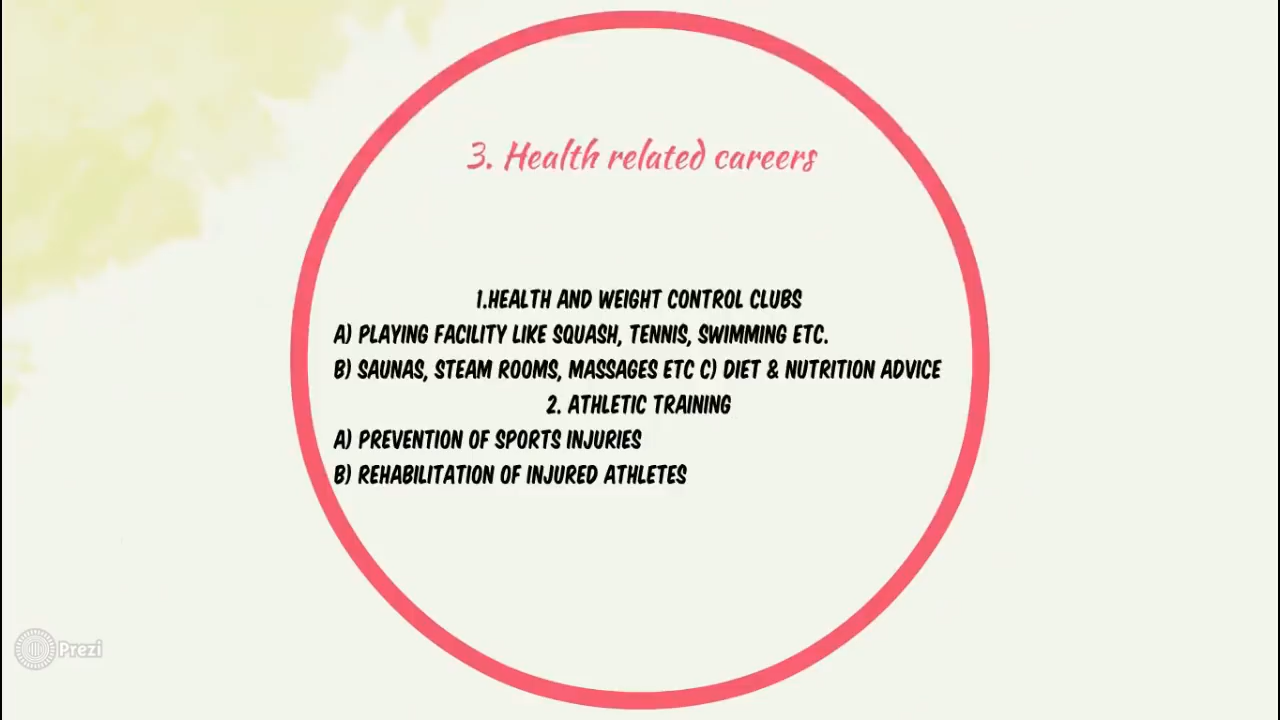 3. Health related careers
1.HEALTH AND WEIGHT CONTROL CLUBS
A) PLAYING FACILITY LIKE SQUASH, TENNIS, SWIMMING ETC.
B) SAUNAS, STEAM ROOMS, MASSAGES ETC C) DIET & NUTRITION ADVICE
2. ATHLETIC TRAINING
A) PREVENTION OF SPORTS INJURIES
B) REHABILITATION OF INJURED ATHLETES
Prezi